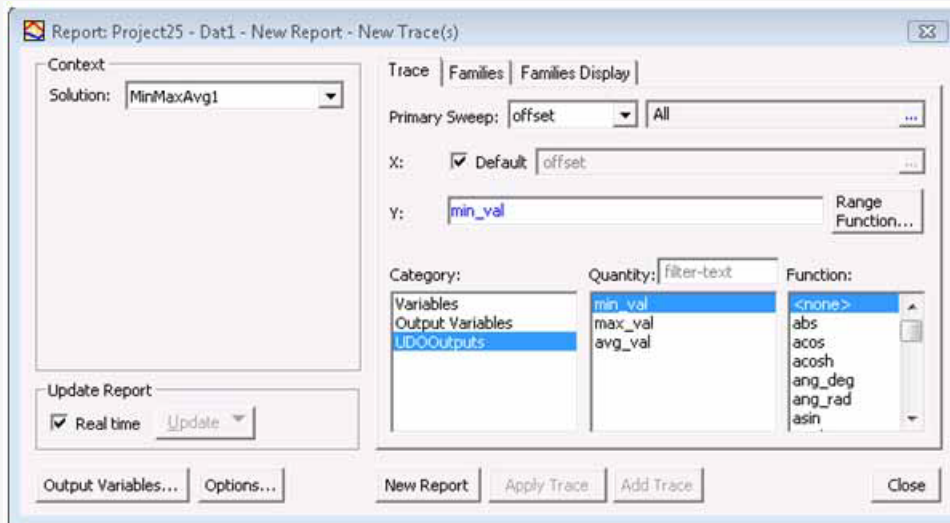 Report: Project25 - Dat1 - New Report - New Trace(s)
Context
Solution: MinMaxAvg1
Update Report
Real time Update
Output Variables... Options...
Trace Families Families Display
Primary Sweep: offset All ...
X: Default offset ...
Y: min_val Range Function...
Category:
Variables
Output Variables
UDOOutputs
Quantity: filter-text
min_val
max_val
avg_val
Function:
<none>
abs
acos
acosh
ang_deg
ang_rad
asin
New Report Apply Trace Add Trace Close